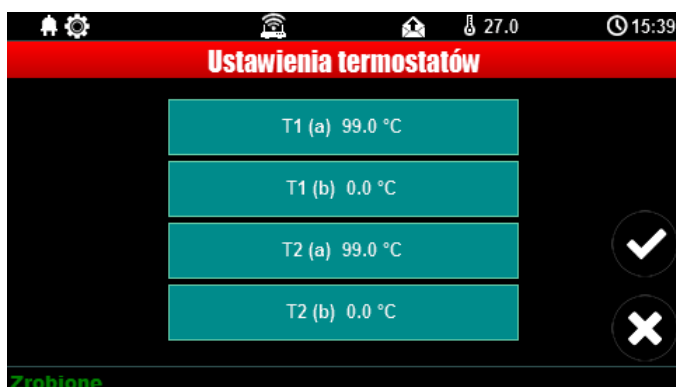 27.0
15:39
Ustawienia termostatów
T1 (a) 99.0 °C
T1 (b) 0.0 °C
T2 (a) 99.0 °C
T2 (b) 0.0 °C
Zrobione